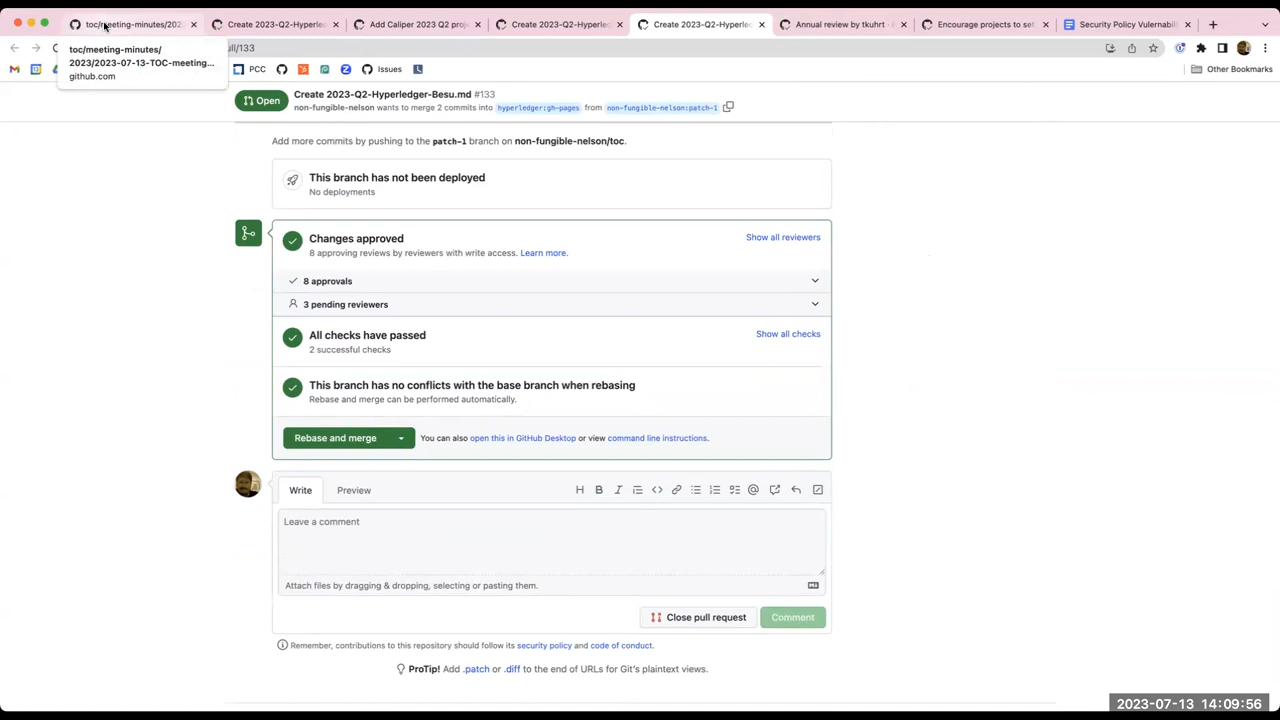 toc/meeting-minutes/202
Create 2023-Q2-Hyperled
Add Caliper 2023 Q2 proj
Create 2023-Q2-Hyperled
Create 2023-Q2-Hyperled
Annual review by tkuhrt ·
Encourage projects to set
Security Policy Vulernabil
ull/133
toc/meeting-minutes/
2023/2023-07-13-TOC-meeting...
github.com
PCC
Issues
Other Bookmarks
Open
Create 2023-Q2-Hyperledger-Besu.md #133
non-fungible-nelson wants to merge 2 commits into hyperledger:gh-pages from non-fungible-nelson:patch-1
Add more commits by pushing to the patch-1 branch on non-fungible-nelson/toc.
This branch has not been deployed
No deployments
Changes approved
Show all reviewers
8 approving reviews by reviewers with write access. Learn more.
8 approvals
3 pending reviewers
All checks have passed
Show all checks
2 successful checks
This branch has no conflicts with the base branch when rebasing
Rebase and merge can be performed automatically.
Rebase and merge
You can also open this in GitHub Desktop or view command line instructions.
Write
Preview
Leave a comment
Attach files by dragging & dropping, selecting or pasting them.
Close pull request
Comment
Remember, contributions to this repository should follow its security policy and code of conduct.
ProTip! Add .patch or .diff to the end of URLs for Git's plaintext views.
2023-07-13 14:09:56